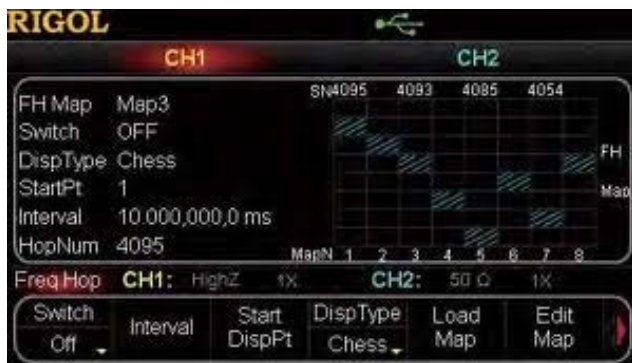 RIGOL
CH1 CH2
FH Map Map3
Switch OFF
DispType Chess
StartPt 1
Interval 10.000,000,0 ms
HopNum 4095
SN4095 4093 4085 4054
FH
Map
MapN 1 2 3 4 5 6 7 8
Freq Hop CH1: HighZ 1X CH2: 50 Ω 1X
Switch
Off
Interval
Start
DispPt
DispType
Chess
Load
Map
Edit
Map